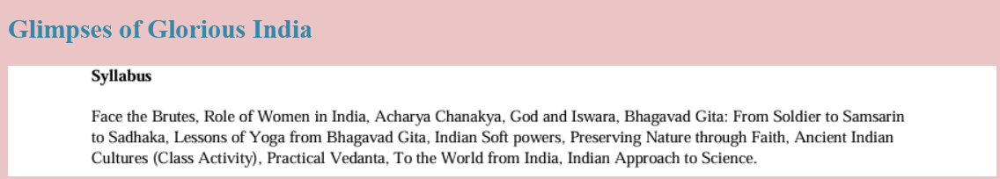 Glimpses of Glorious India
Syllabus
Face the Brutes, Role of Women in India, Acharya Chanakya, God and Iswara, Bhagavad Gita: From Soldier to Samsarin
to Sadhaka, Lessons of Yoga from Bhagavad Gita, Indian Soft powers, Preserving Nature through Faith, Ancient Indian
Cultures (Class Activity), Practical Vedanta, To the World from India, Indian Approach to Science.